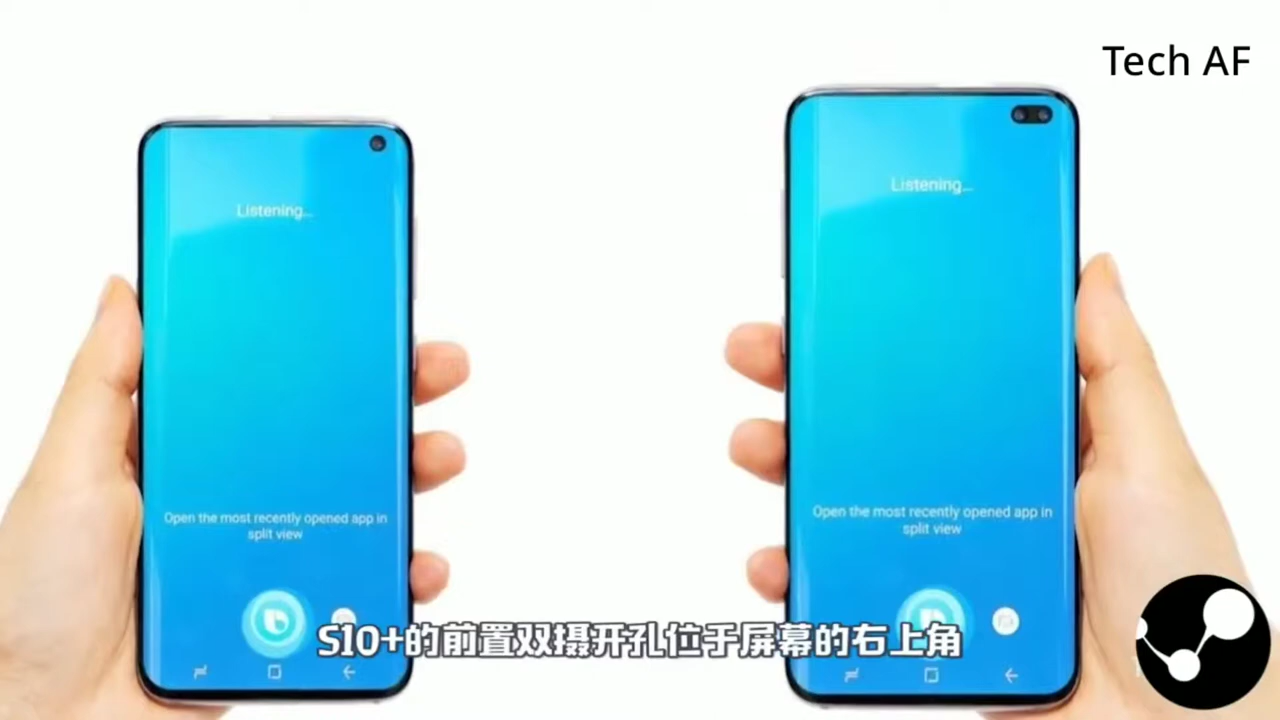 Tech AF
Listening...
Listening...
Open the most recently opened app in
split view
Open the most recently opened app in
split view
S10+的前置双摄开孔位于屏幕的右上角